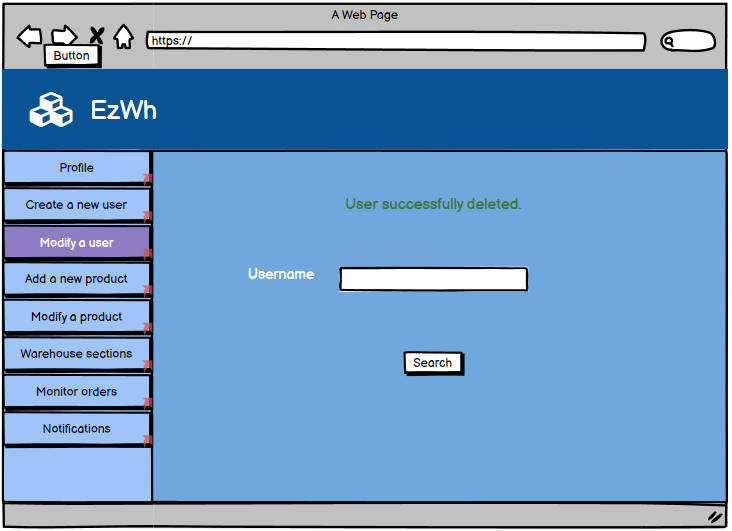 A Web Page
https://
Button
EzWh
Profile
Create a new user
Modify a user
Add a new product
Modify a product
Warehouse sections
Monitor orders
Notifications
User successfully deleted.
Username
Search